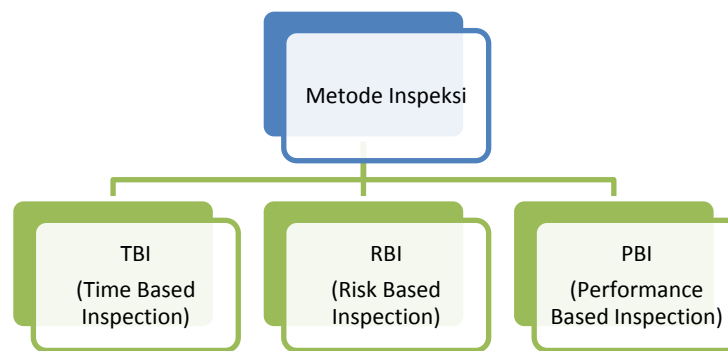 Metode Inspeksi
TBI
(Time Based
Inspection)
RBI
(Risk Based
Inspection)
PBI
(Performance
Based Inspection)